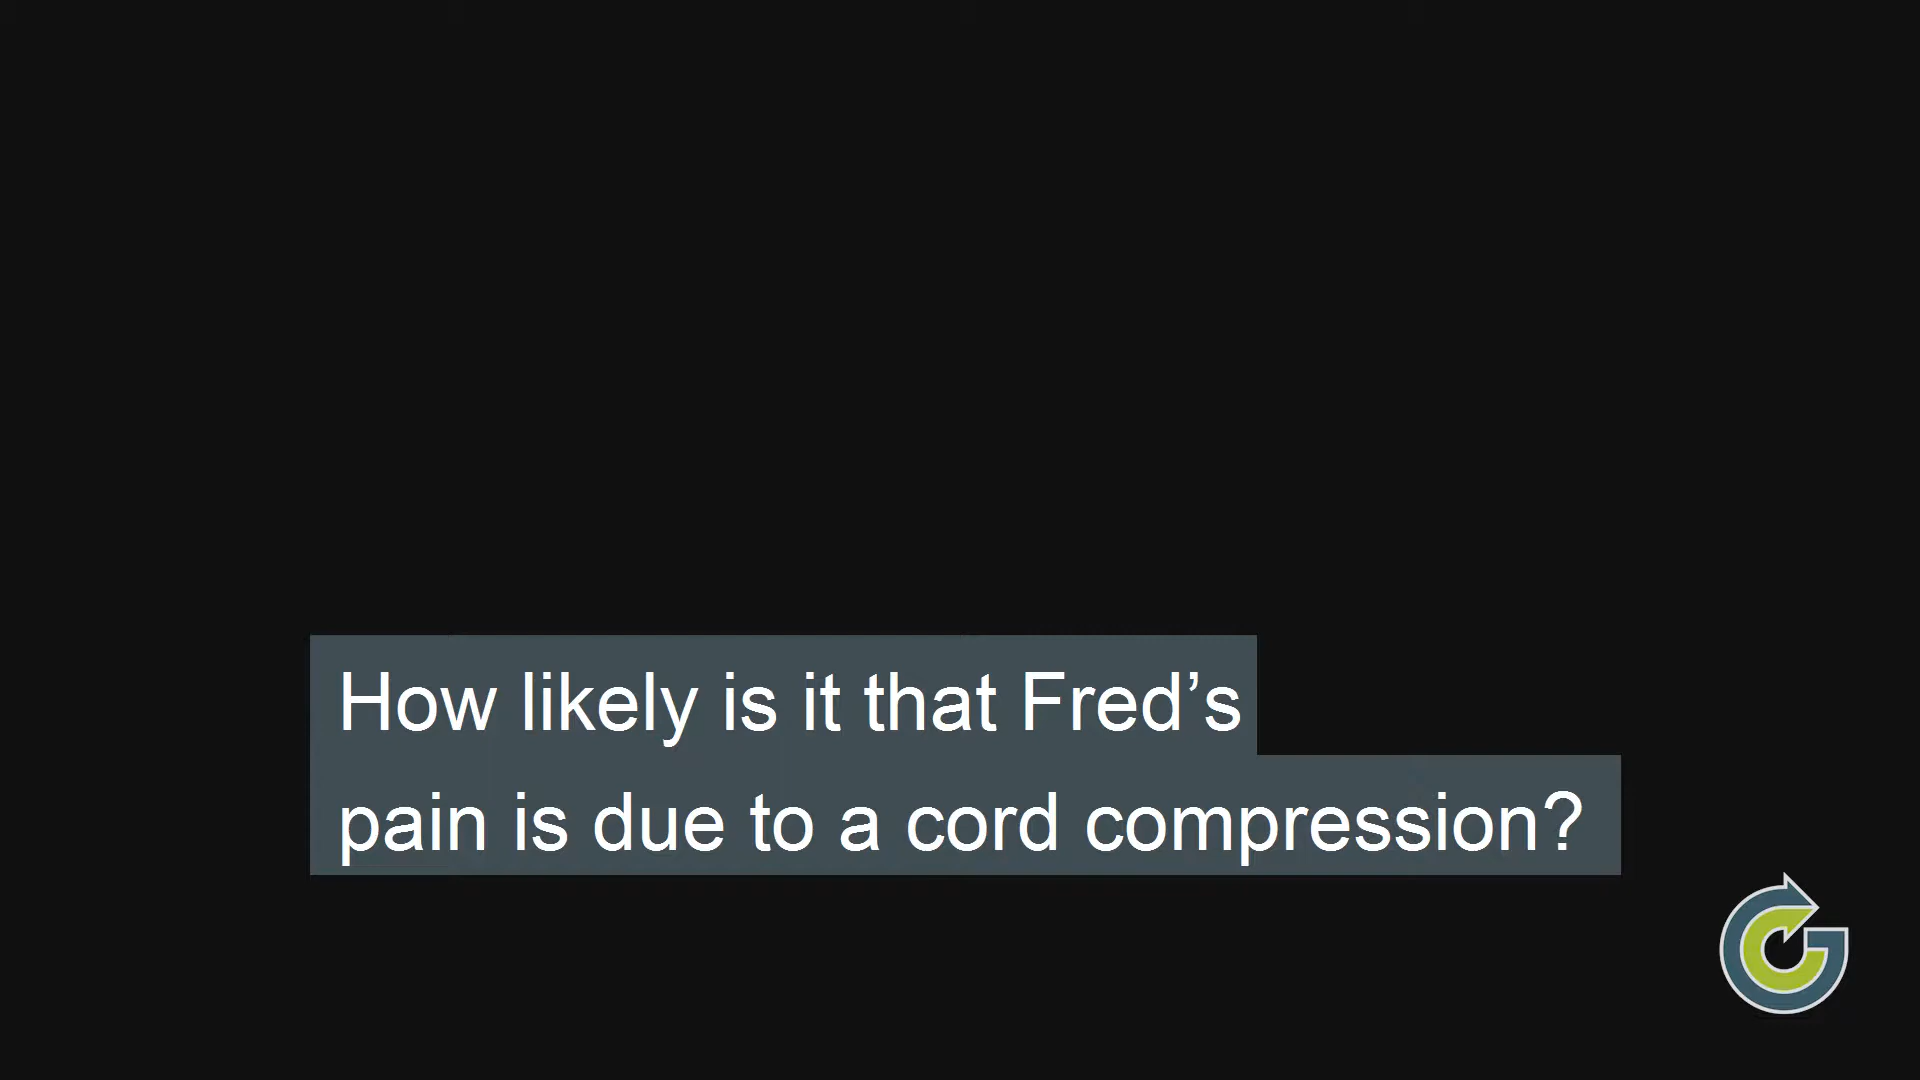 How likely is it that Fred’s
pain is due to a cord compression?